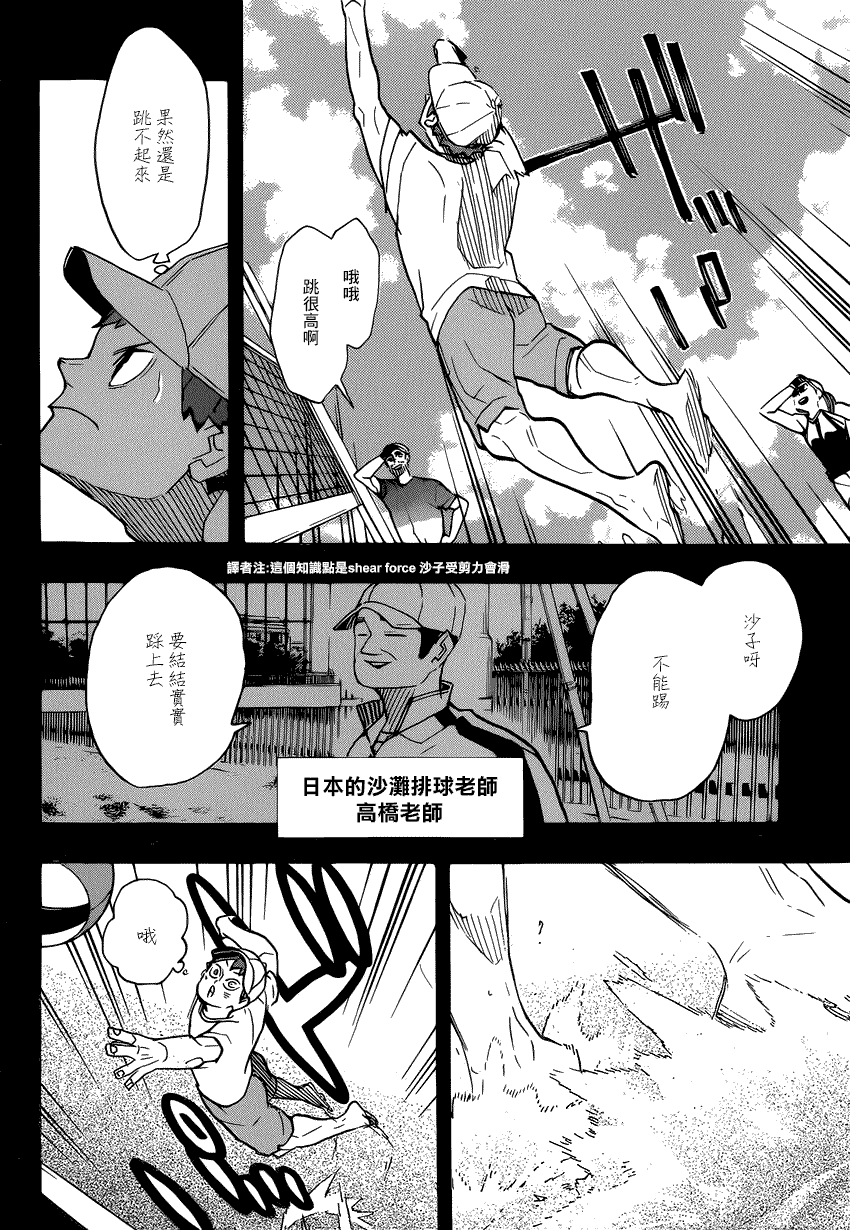 哦哦
跳很高啊
果然還是
跳不起來
譯者注:這個知識點是shear force 沙子受剪力會滑
沙子呀
不能踢
要結結實實
踩上去
日本的沙灘排球老師
高橋老師
哦